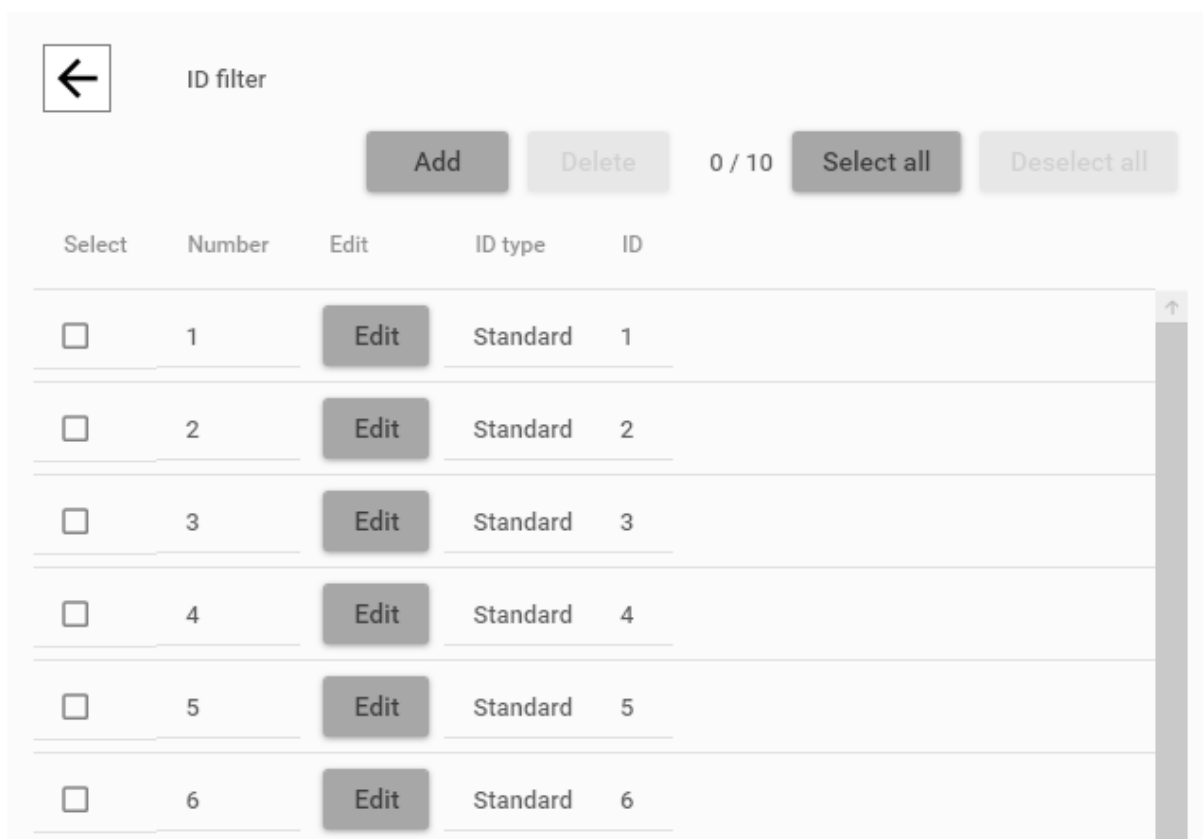 ID filter
Add Delete 0 / 10 Select all Deselect all
Select Number Edit ID type ID
1 Edit Standard 1
2 Edit Standard 2
3 Edit Standard 3
4 Edit Standard 4
5 Edit Standard 5
6 Edit Standard 6